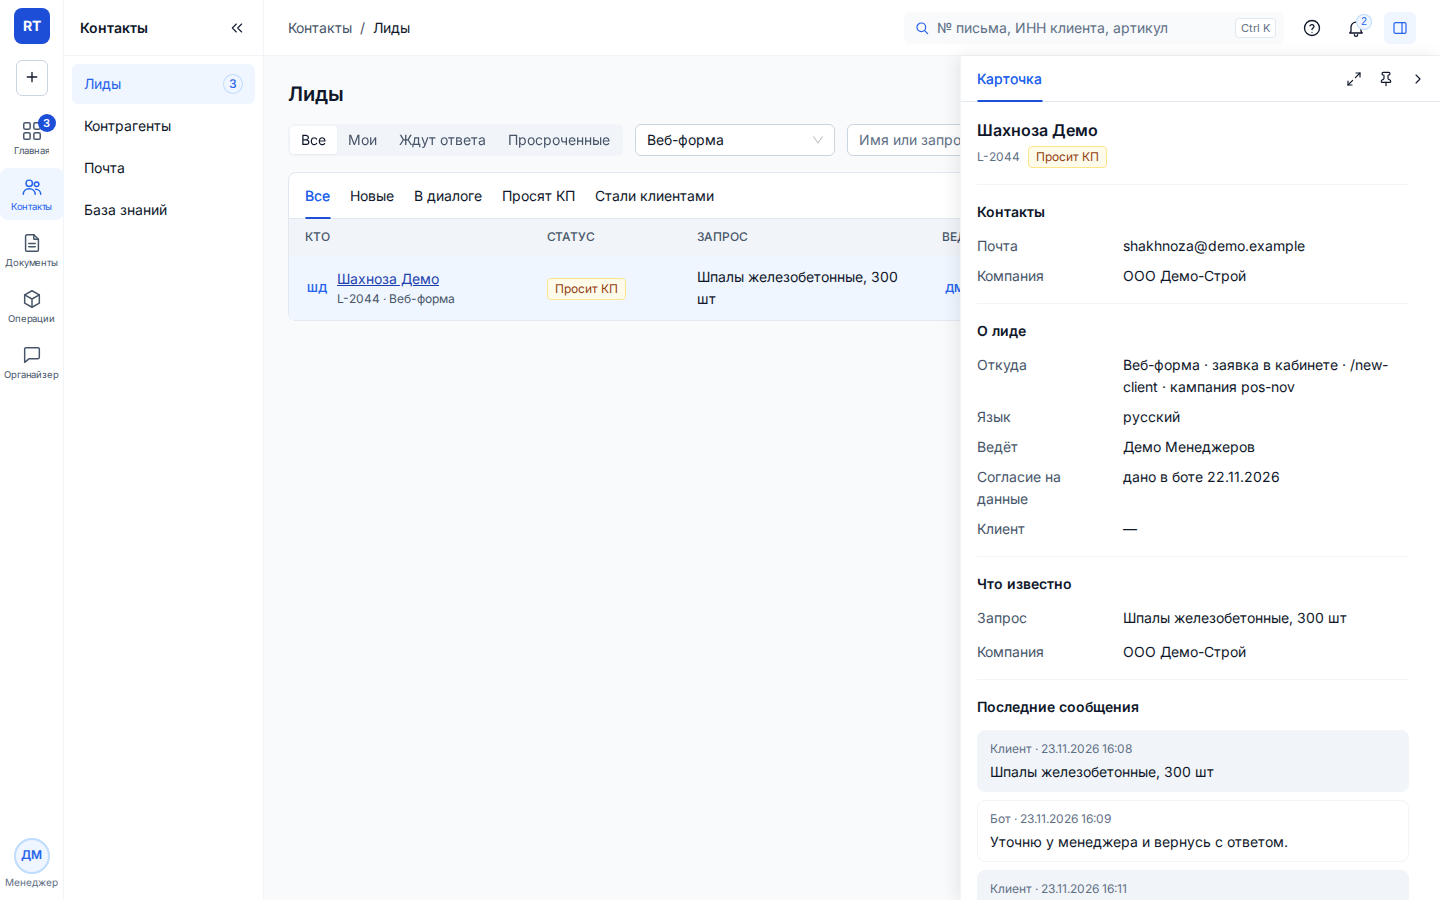 RT
Контакты
Контакты / Лиды
№ письма, ИНН клиента, артикул
Ctrl K
2
3
Главная
Контакты
Документы
Операции
Органайзер
ДМ
Менеджер
Лиды
3
Контрагенты
Почта
База знаний
Лиды
Все
Мои
Ждут ответа
Просроченные
Веб-форма
Имя или запро
Все
Новые
В диалоге
Просят КП
Стали клиентами
КТО
СТАТУС
ЗАПРОС
ВЕД
ШД
Шахноза Демо
L-2044 · Веб-форма
Просит КП
Шпалы железобетонные, 300
шт
ДМ
Карточка
Шахноза Демо
L-2044
Просит КП
Контакты
Почта
shakhnoza@demo.example
Компания
ООО Демо-Строй
О лиде
Откуда
Веб-форма · заявка в кабинете · /new-
client · кампания pos-nov
Язык
русский
Ведёт
Демо Менеджеров
Согласие на
данные
дано в боте 22.11.2026
Клиент
—
Что известно
Запрос
Шпалы железобетонные, 300 шт
Компания
ООО Демо-Строй
Последние сообщения
Клиент · 23.11.2026 16:08
Шпалы железобетонные, 300 шт
Бот · 23.11.2026 16:09
Уточню у менеджера и вернусь с ответом.
Клиент · 23.11.2026 16:11